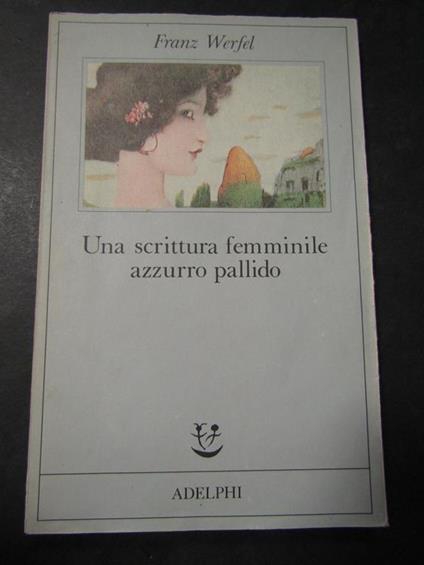 Franz Werfel
Una scrittura femminile
azzurro pallido
ADELPHI